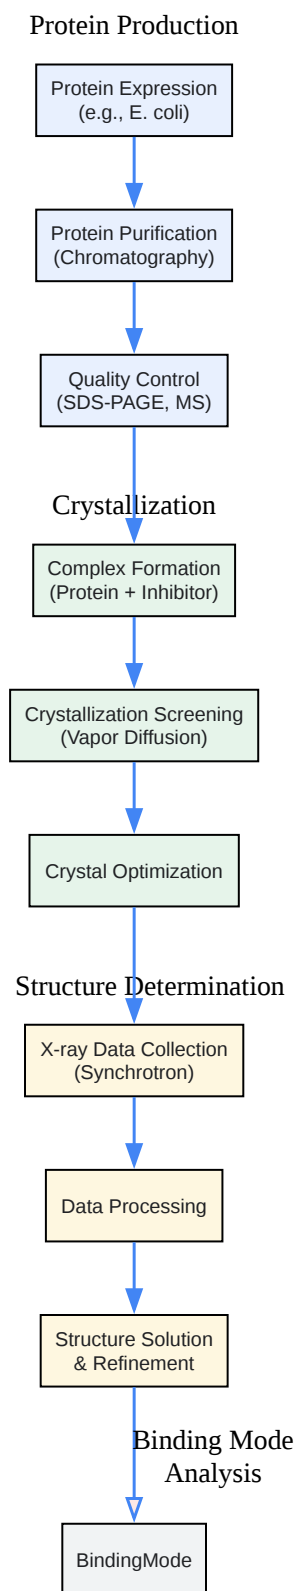 Protein Production
Protein Expression
(e.g., E. coli)
Protein Purification
(Chromatography)
Quality Control
(SDS-PAGE, MS)
Crystallization
Complex Formation
(Protein + Inhibitor)
Crystallization Screening
(Vapor Diffusion)
Crystal Optimization
Structure Determination
X-ray Data Collection
(Synchrotron)
Data Processing
Structure Solution
& Refinement
Binding Mode
Analysis
BindingMode